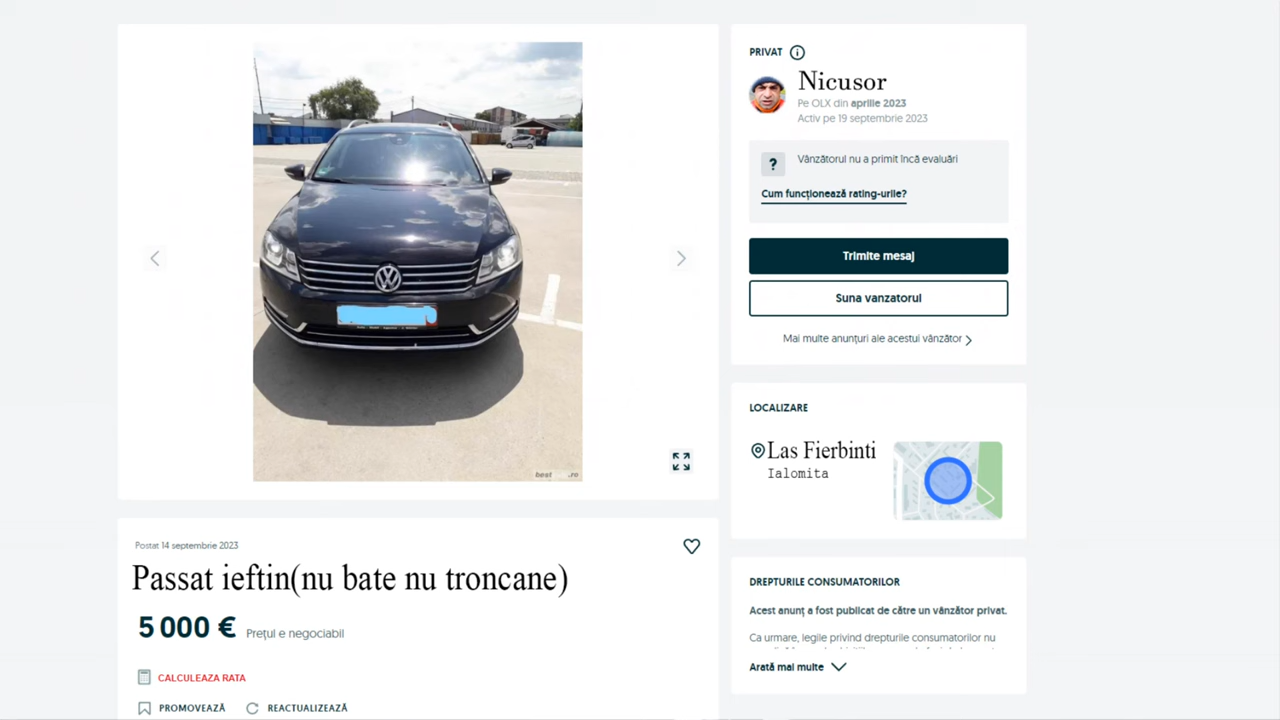 best .ro
Postat 14 septembrie 2023
Passat ieftin(nu bate nu troncane)
5 000 € Prețul e negociabil
CALCULEAZA RATA
PROMOVEAZĂ REACTUALIZEAZĂ
PRIVAT
Nicusor
Pe OLX din aprilie 2023
Activ pe 19 septembrie 2023
? Vânzătorul nu a primit încă evaluări
Cum funcționează rating-urile?
Trimite mesaj
Suna vanzatorul
Mai multe anunțuri ale acestui vânzător
LOCALIZARE
Las Fierbinti
Ialomita
DREPTURILE CONSUMATORILOR
Acest anunț a fost publicat de către un vânzător privat.
Ca urmare, legile privind drepturile consumatorilor nu
Arată mai multe